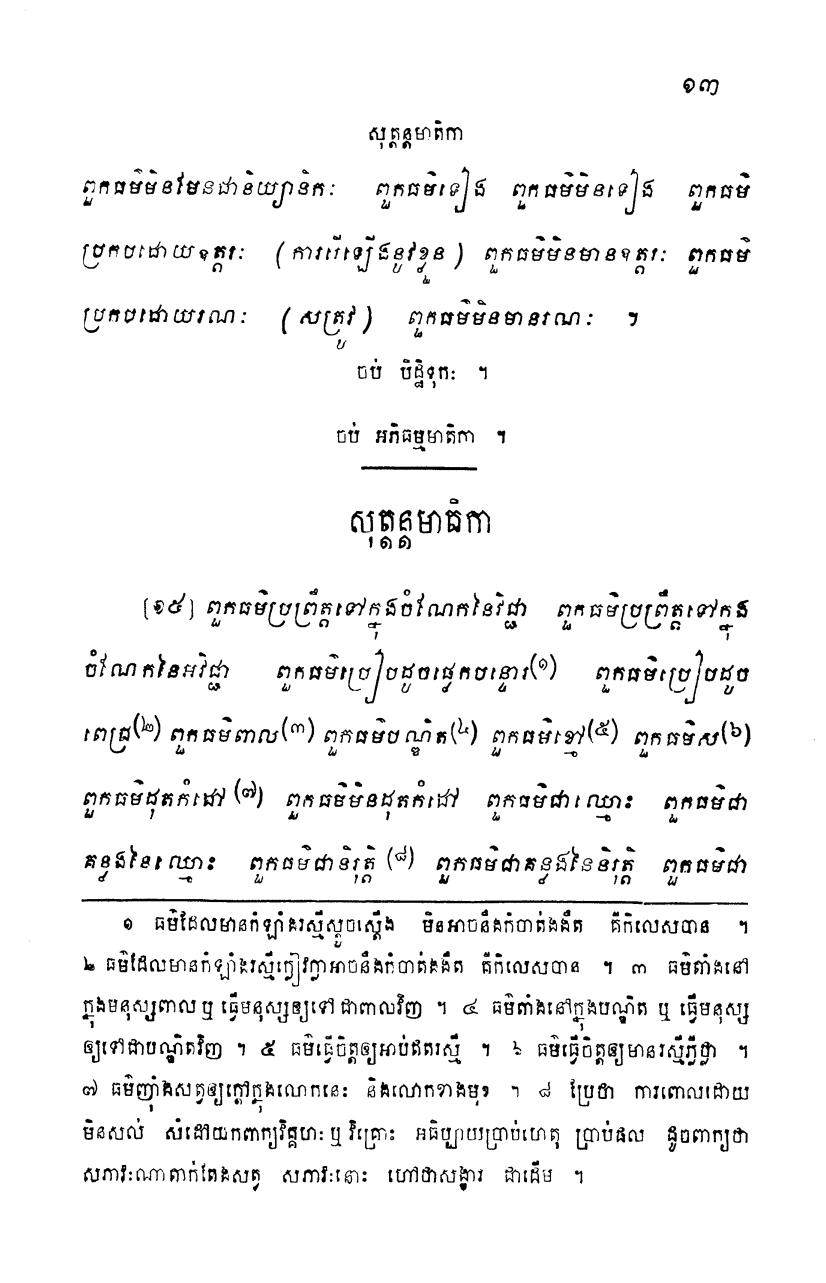 ១៣
សុត្តន្តមាតិកា
ពួកធម៌មិនមែនជានិយ្យានិកៈ ពួកធម៌ទៀង ពួកធម៌មិនទៀង ពួកធម៌
ប្រកបដោយឧត្តរៈ (ការរើឡើងនូវខ្លួន) ពួកធម៌មិនមានឧត្តរៈ ពួកធម៌
ប្រកបដោយរណៈ (សត្រូវ) ពួកធម៌មិនមានរណៈ ។
ចប់ បិដ្ឋិទុកៈ ។
ចប់ អភិធម្មមាតិកា ។
សុត្តន្តមាតិកា
[១៥] ពួកធម៌ប្រព្រឹត្តទៅក្នុងចំណែកនៃវិជ្ជា ពួកធម៌ប្រព្រឹត្តទៅក្នុង
ចំណែកនៃអវិជ្ជា ពួកធម៌ប្រៀបដូចផ្លេកបន្ទោរ(១) ពួកធម៌ប្រៀបដូច
ពេជ្រ(២) ពួកធម៌ពាល(៣) ពួកធម៌បណ្ឌិត(៤) ពួកធម៌ខ្មៅ(៥) ពួកធម៌ស(៦)
ពួកធម៌ដុតកំដៅ(៧) ពួកធម៌មិនដុតកំដៅ ពួកធម៌ជាឈ្មោះ ពួកធម៌ជា
គន្លងនៃឈ្មោះ ពួកធម៌ជានិរុត្តិ(៨) ពួកធម៌ជាគន្លងនៃនិរុត្តិ ពួកធម៌ជា
១ ធម៌ដែលមានកំឡាំងរស្មីស្តួចស្តើង មិនអាចនឹងកំចាត់ងងឹត គឺកិលេសបាន ។
២ ធម៌ដែលមានកំឡាំងរស្មីក្លៀវក្លាអាចនឹងកំចាត់ងងឹត គឺកិលេសបាន ។ ៣ ធម៌តាំងនៅ
ក្នុងមនុស្សពាល ឬ ធ្វើមនុស្សឲ្យទៅ ជាពាលវិញ ។ ៤ ធម៌តាំងនៅក្នុងបណ្ឌិត ឬ ធ្វើមនុស្ស
ឲ្យទៅជាបណ្ឌិតវិញ ។ ៥ ធម៌ធ្វើចិត្តឲ្យអាប់ឥតរស្មី ។ ៦ ធម៌ធ្វើចិត្តឲ្យមានរស្មីភ្លឺថ្លា ។
៧ ធម៌ញ៉ាំងសត្វឲ្យក្តៅក្នុងលោកនេះ និងលោកខាងមុខ ។ ៨ ប្រែថា ការពោលដោយ
មិនសល់ សំដៅយកពាក្យវិគ្គហៈ ឬ វិគ្រោះ អធិប្បាយប្រាប់ហេតុ ប្រាប់ផល ដូចពាក្យថា
សភាវៈណាតាក់តែងសត្វ សភាវៈនោះ ហៅថាសង្ខារ ជាដើម ។